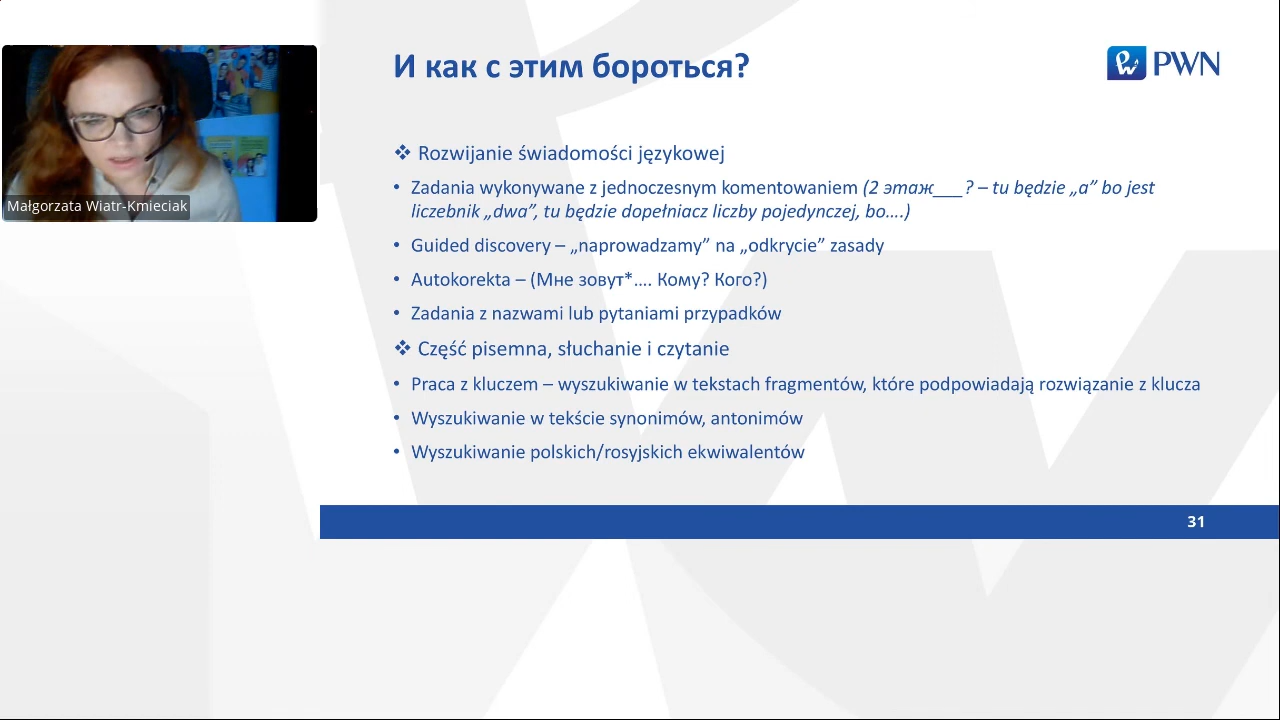 И как с этим бороться?
PWN
Małgorzata Wiatr-Kmieciak
❖ Rozwijanie świadomości językowej
• Zadania wykonywane z jednoczesnym komentowaniem (2 этаж___? – tu będzie „a” bo jest
liczebnik „dwa”, tu będzie dopełniacz liczby pojedynczej, bo….)
• Guided discovery – „naprowadzamy” na „odkrycie” zasady
• Autokorekta – (Мне зовут*…. Кому? Кого?)
• Zadania z nazwami lub pytaniami przypadków
❖ Część pisemna, słuchanie i czytanie
• Praca z kluczem – wyszukiwanie w tekstach fragmentów, które podpowiadają rozwiązanie z klucza
• Wyszukiwanie w tekście synonimów, antonimów
• Wyszukiwanie polskich/rosyjskich ekwiwalentów
31